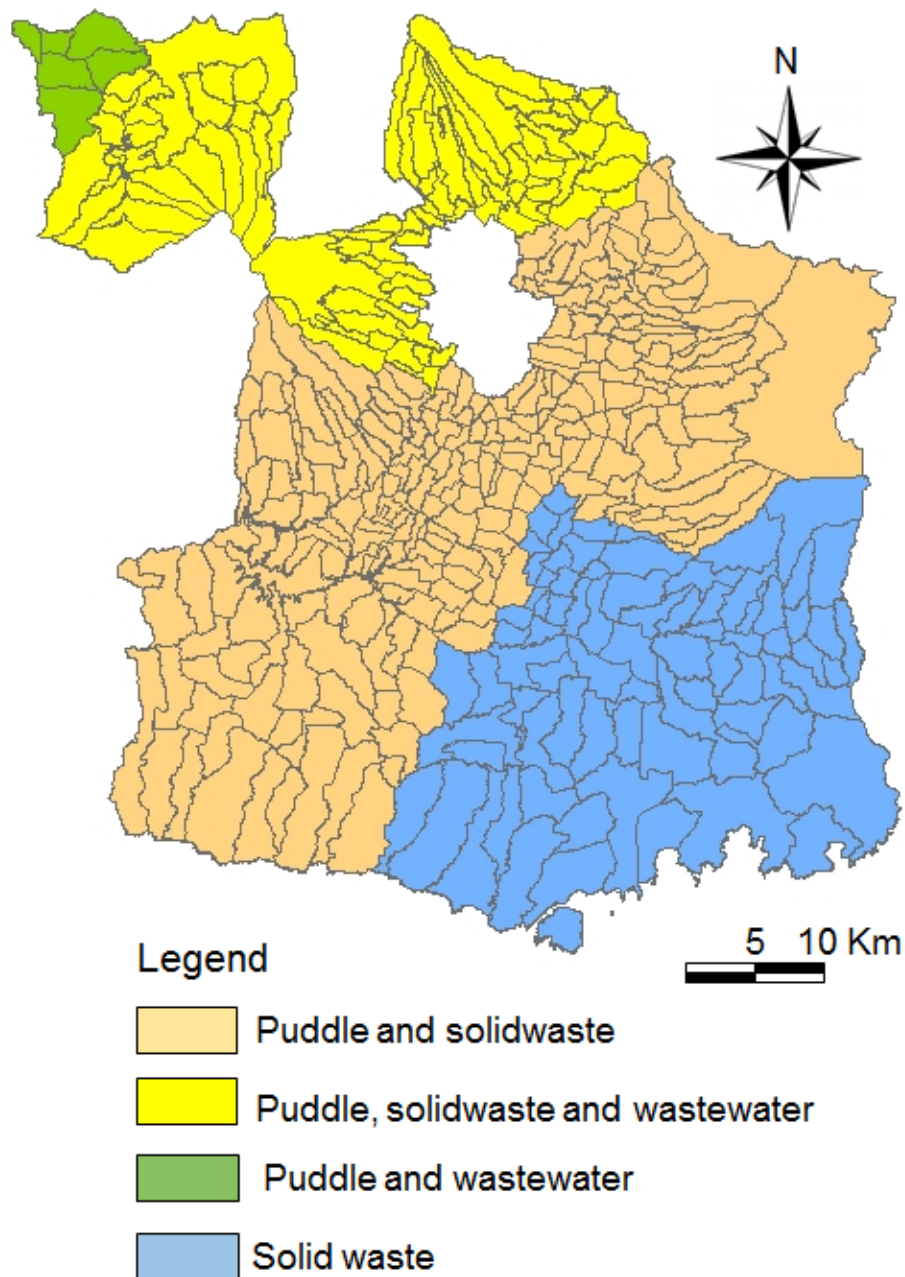 N
5 10 Km
Legend
Puddle and solidwaste
Puddle, solidwaste and wastewater
Puddle and wastewater
Solid waste